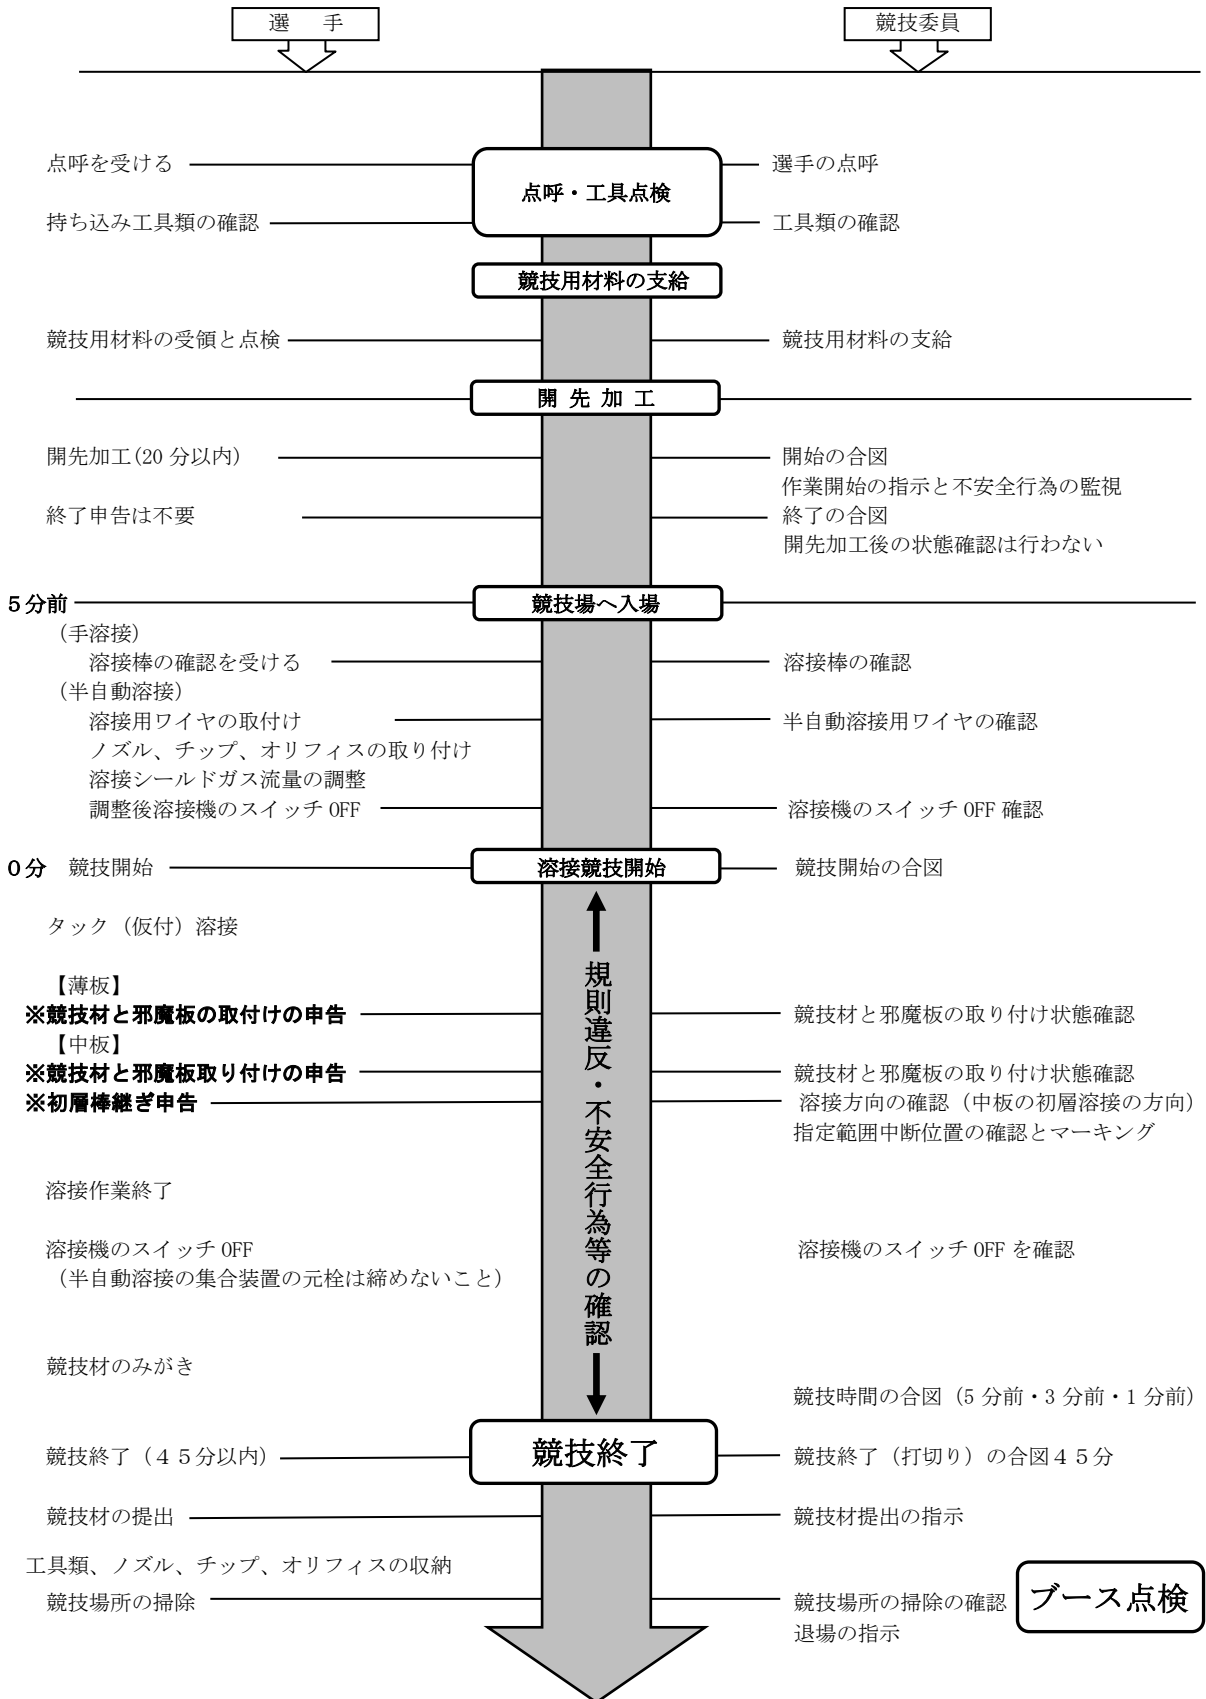 選　手
競技委員
点呼を受ける
点呼・工具点検
選手の点呼
持ち込み工具類の確認
工具類の確認
競技用材料の支給
競技用材料の受領と点検
競技用材料の支給
開 先 加 工
開先加工(20 分以内)
開始の合図
作業開始の指示と不安全行為の監視
終了申告は不要
終了の合図
開先加工後の状態確認は行わない
５分前
競技場へ入場
（手溶接）
溶接棒の確認を受ける
溶接棒の確認
（半自動溶接）
溶接用ワイヤの取付け
半自動溶接用ワイヤの確認
ノズル、チップ、オリフィスの取り付け
溶接シールドガス流量の調整
調整後溶接機のスイッチ OFF
溶接機のスイッチ OFF 確認
０分　競技開始
溶接競技開始
競技開始の合図
タック（仮付）溶接
規則違反・不安全行為等の確認
【薄板】
※競技材と邪魔板の取付けの申告
競技材と邪魔板の取り付け状態確認
【中板】
※競技材と邪魔板取り付けの申告
競技材と邪魔板の取り付け状態確認
※初層棒継ぎ申告
溶接方向の確認（中板の初層溶接の方向）
指定範囲中断位置の確認とマーキング
溶接作業終了
溶接機のスイッチ OFF
溶接機のスイッチ OFF を確認
（半自動溶接の集合装置の元栓は締めないこと）
競技材のみがき
競技時間の合図（5 分前・3 分前・1 分前）
競技終了（４５分以内）
競技終了
競技終了（打切り）の合図４５分
競技材の提出
競技材提出の指示
工具類、ノズル、チップ、オリフィスの収納
競技場所の掃除
競技場所の掃除の確認
ブース点検
退場の指示